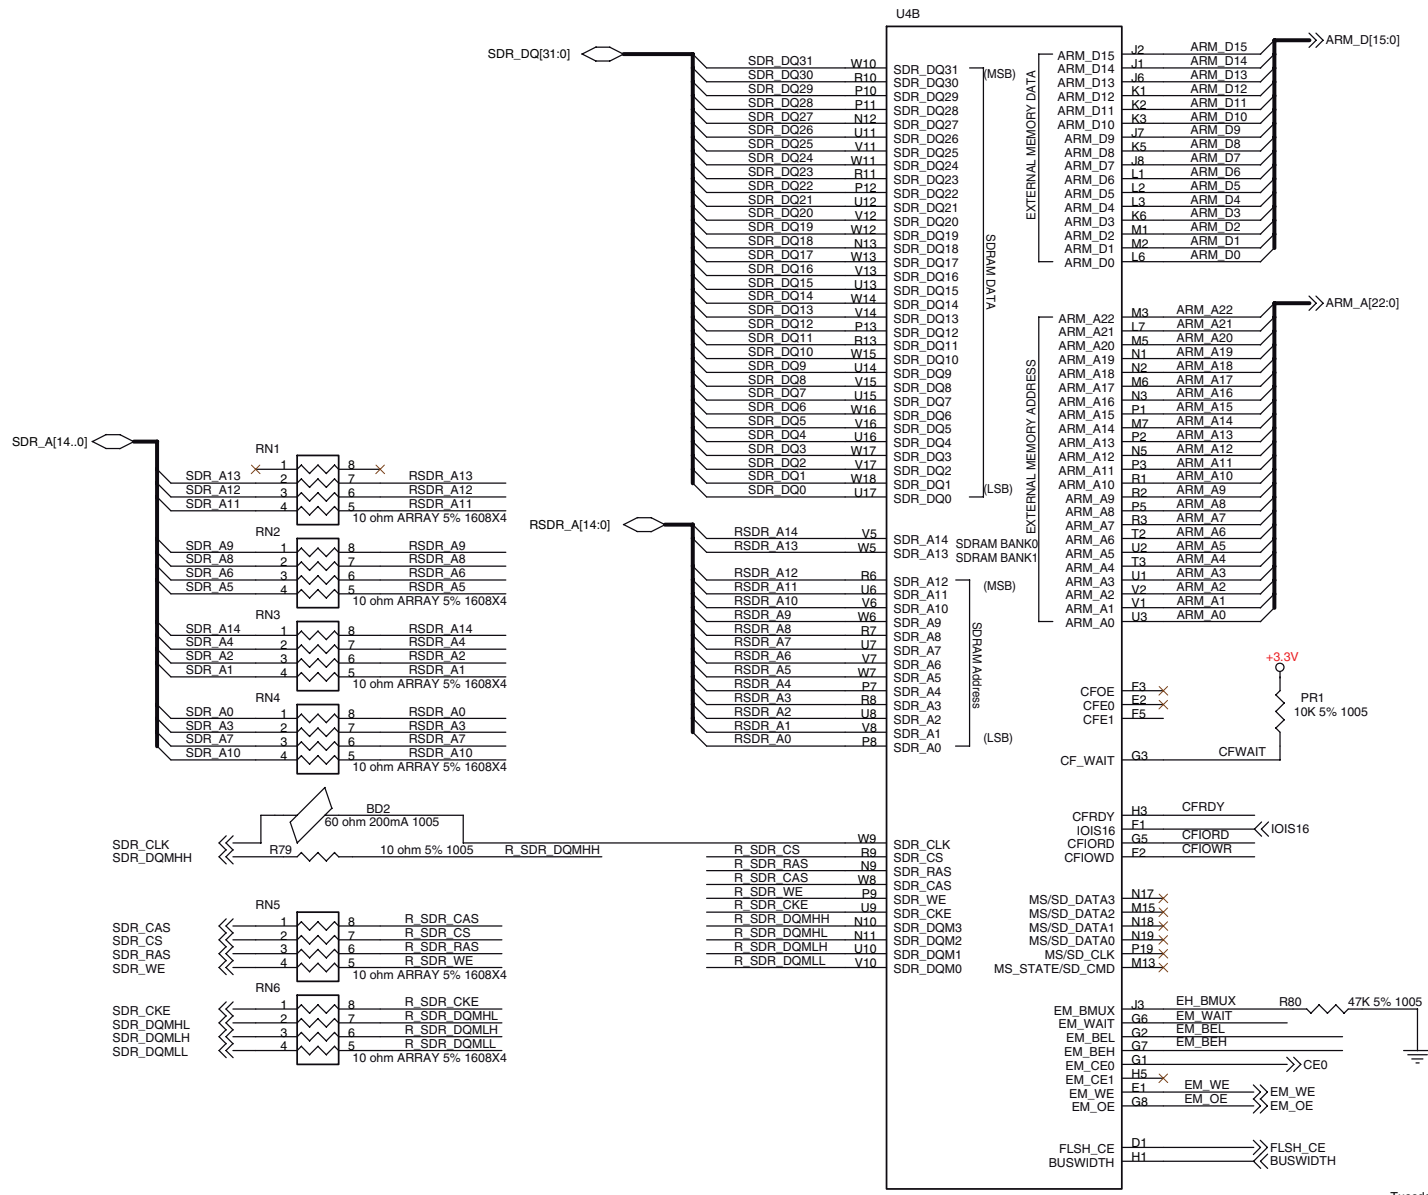 U4B
SDR_DQ[31:0]
SDR_DQ31 W10 SDR_DQ31 (MSB)
SDR_DQ30 R10 SDR_DQ30
SDR_DQ29 P10 SDR_DQ29
SDR_DQ28 P11 SDR_DQ28
SDR_DQ27 N12 SDR_DQ27
SDR_DQ26 U11 SDR_DQ26
SDR_DQ25 V11 SDR_DQ25
SDR_DQ24 W11 SDR_DQ24
SDR_DQ23 R11 SDR_DQ23
SDR_DQ22 P12 SDR_DQ22
SDR_DQ21 U12 SDR_DQ21
SDR_DQ20 V12 SDR_DQ20
SDR_DQ19 W12 SDR_DQ19
SDR_DQ18 N13 SDR_DQ18
SDR_DQ17 W13 SDR_DQ17
SDR_DQ16 V13 SDR_DQ16
SDR_DQ15 U13 SDR_DQ15
SDR_DQ14 W14 SDR_DQ14
SDR_DQ13 V14 SDR_DQ13
SDR_DQ12 P13 SDR_DQ12
SDR_DQ11 R13 SDR_DQ11
SDR_DQ10 W15 SDR_DQ10
SDR_DQ9 U14 SDR_DQ9
SDR_DQ8 V15 SDR_DQ8
SDR_DQ7 U15 SDR_DQ7
SDR_DQ6 W16 SDR_DQ6
SDR_DQ5 V16 SDR_DQ5
SDR_DQ4 U16 SDR_DQ4
SDR_DQ3 W17 SDR_DQ3
SDR_DQ2 V17 SDR_DQ2
SDR_DQ1 W18 SDR_DQ1
SDR_DQ0 U17 SDR_DQ0 (LSB)
SDRAM DATA
ARM_D[15:0]
EXTERNAL MEMORY DATA
ARM_D15 J2 ARM_D15
ARM_D14 J1 ARM_D14
ARM_D13 J6 ARM_D13
ARM_D12 K1 ARM_D12
ARM_D11 K2 ARM_D11
ARM_D10 K3 ARM_D10
ARM_D9 J7 ARM_D9
ARM_D8 K5 ARM_D8
ARM_D7 J8 ARM_D7
ARM_D6 L1 ARM_D6
ARM_D5 L2 ARM_D5
ARM_D4 L3 ARM_D4
ARM_D3 K6 ARM_D3
ARM_D2 M1 ARM_D2
ARM_D1 M2 ARM_D1
ARM_D0 L6 ARM_D0
ARM_A[22:0]
EXTERNAL MEMORY ADDRESS
ARM_A22 M3 ARM_A22
ARM_A21 L7 ARM_A21
ARM_A20 M5 ARM_A20
ARM_A19 N1 ARM_A19
ARM_A18 N2 ARM_A18
ARM_A17 M6 ARM_A17
ARM_A16 N3 ARM_A16
ARM_A15 P1 ARM_A15
ARM_A14 M7 ARM_A14
ARM_A13 P2 ARM_A13
ARM_A12 N5 ARM_A12
ARM_A11 P3 ARM_A11
ARM_A10 R1 ARM_A10
ARM_A9 R2 ARM_A9
ARM_A8 P5 ARM_A8
ARM_A7 R3 ARM_A7
ARM_A6 T2 ARM_A6
ARM_A5 U2 ARM_A5
ARM_A4 T3 ARM_A4
ARM_A3 U1 ARM_A3
ARM_A2 V2 ARM_A2
ARM_A1 V1 ARM_A1
ARM_A0 U3 ARM_A0
SDR_A[14..0]
RN1
1 8
SDR_A13 2 7 RSDR_A13
SDR_A12 3 6 RSDR_A12
SDR_A11 4 5 RSDR_A11
10 ohm ARRAY 5% 1608X4
RN2
SDR_A9 1 8 RSDR_A9
SDR_A8 2 7 RSDR_A8
SDR_A6 3 6 RSDR_A6
SDR_A5 4 5 RSDR_A5
10 ohm ARRAY 5% 1608X4
RN3
SDR_A14 1 8 RSDR_A14
SDR_A4 2 7 RSDR_A4
SDR_A2 3 6 RSDR_A2
SDR_A1 4 5 RSDR_A1
10 ohm ARRAY 5% 1608X4
RN4
SDR_A0 1 8 RSDR_A0
SDR_A3 2 7 RSDR_A3
SDR_A7 3 6 RSDR_A7
SDR_A10 4 5 RSDR_A10
10 ohm ARRAY 5% 1608X4
RSDR_A[14:0]
RSDR_A14 V5 SDR_A14 SDRAM BANK0
RSDR_A13 W5 SDR_A13 SDRAM BANK1
RSDR_A12 R6 SDR_A12 (MSB)
RSDR_A11 U6 SDR_A11
RSDR_A10 V6 SDR_A10
RSDR_A9 W6 SDR_A9
RSDR_A8 R7 SDR_A8
RSDR_A7 U7 SDR_A7
RSDR_A6 V7 SDR_A6
RSDR_A5 W7 SDR_A5
RSDR_A4 P7 SDR_A4
RSDR_A3 R8 SDR_A3
RSDR_A2 U8 SDR_A2
RSDR_A1 V8 SDR_A1
RSDR_A0 P8 SDR_A0 (LSB)
SDRAM Address
+3.3V
PR1
10K 5% 1005
CFOE F3
CFE0 E2
CFE1 F5
CF_WAIT G3 CFWAIT
CFRDY H3 CFRDY
IOIS16 F1 IOIS16
CFIORD G5 CFIORD
CFIOWD F2 CFIOWR
BD2
60 ohm 200mA 1005
SDR_CLK
SDR_DQMHH R79 10 ohm 5% 1005 R_SDR_DQMHH
W9 SDR_CLK
R_SDR_CS R9 SDR_CS
R_SDR_RAS N9 SDR_RAS
R_SDR_CAS W8 SDR_CAS
R_SDR_WE P9 SDR_WE
R_SDR_CKE U9 SDR_CKE
R_SDR_DQMHH N10 SDR_DQM3
R_SDR_DQMHL N11 SDR_DQM2
R_SDR_DQMLH U10 SDR_DQM1
R_SDR_DQMLL V10 SDR_DQM0
MS/SD_DATA3 N17
MS/SD_DATA2 M15
MS/SD_DATA1 N18
MS/SD_DATA0 N19
MS/SD_CLK P19
MS_STATE/SD_CMD M13
RN5
SDR_CAS 1 8 R_SDR_CAS
SDR_CS 2 7 R_SDR_CS
SDR_RAS 3 6 R_SDR_RAS
SDR_WE 4 5 R_SDR_WE
10 ohm ARRAY 5% 1608X4
RN6
SDR_CKE 1 8 R_SDR_CKE
SDR_DQMHL 2 7 R_SDR_DQMHL
SDR_DQMLH 3 6 R_SDR_DQMLH
SDR_DQMLL 4 5 R_SDR_DQMLL
10 ohm ARRAY 5% 1608X4
EM_BMUX J3 EH_BMUX R80 47K 5% 1005
EM_WAIT G6 EM_WAIT
EM_BEL G2 EM_BEL
EM_BEH G7 EM_BEH
EM_CE0 G1 CE0
EM_CE1 H5
EM_WE E1 EM_WE EM_WE
EM_OE G8 EM_OE EM_OE
FLSH_CE D1 FLSH_CE
BUSWIDTH H1 BUSWIDTH